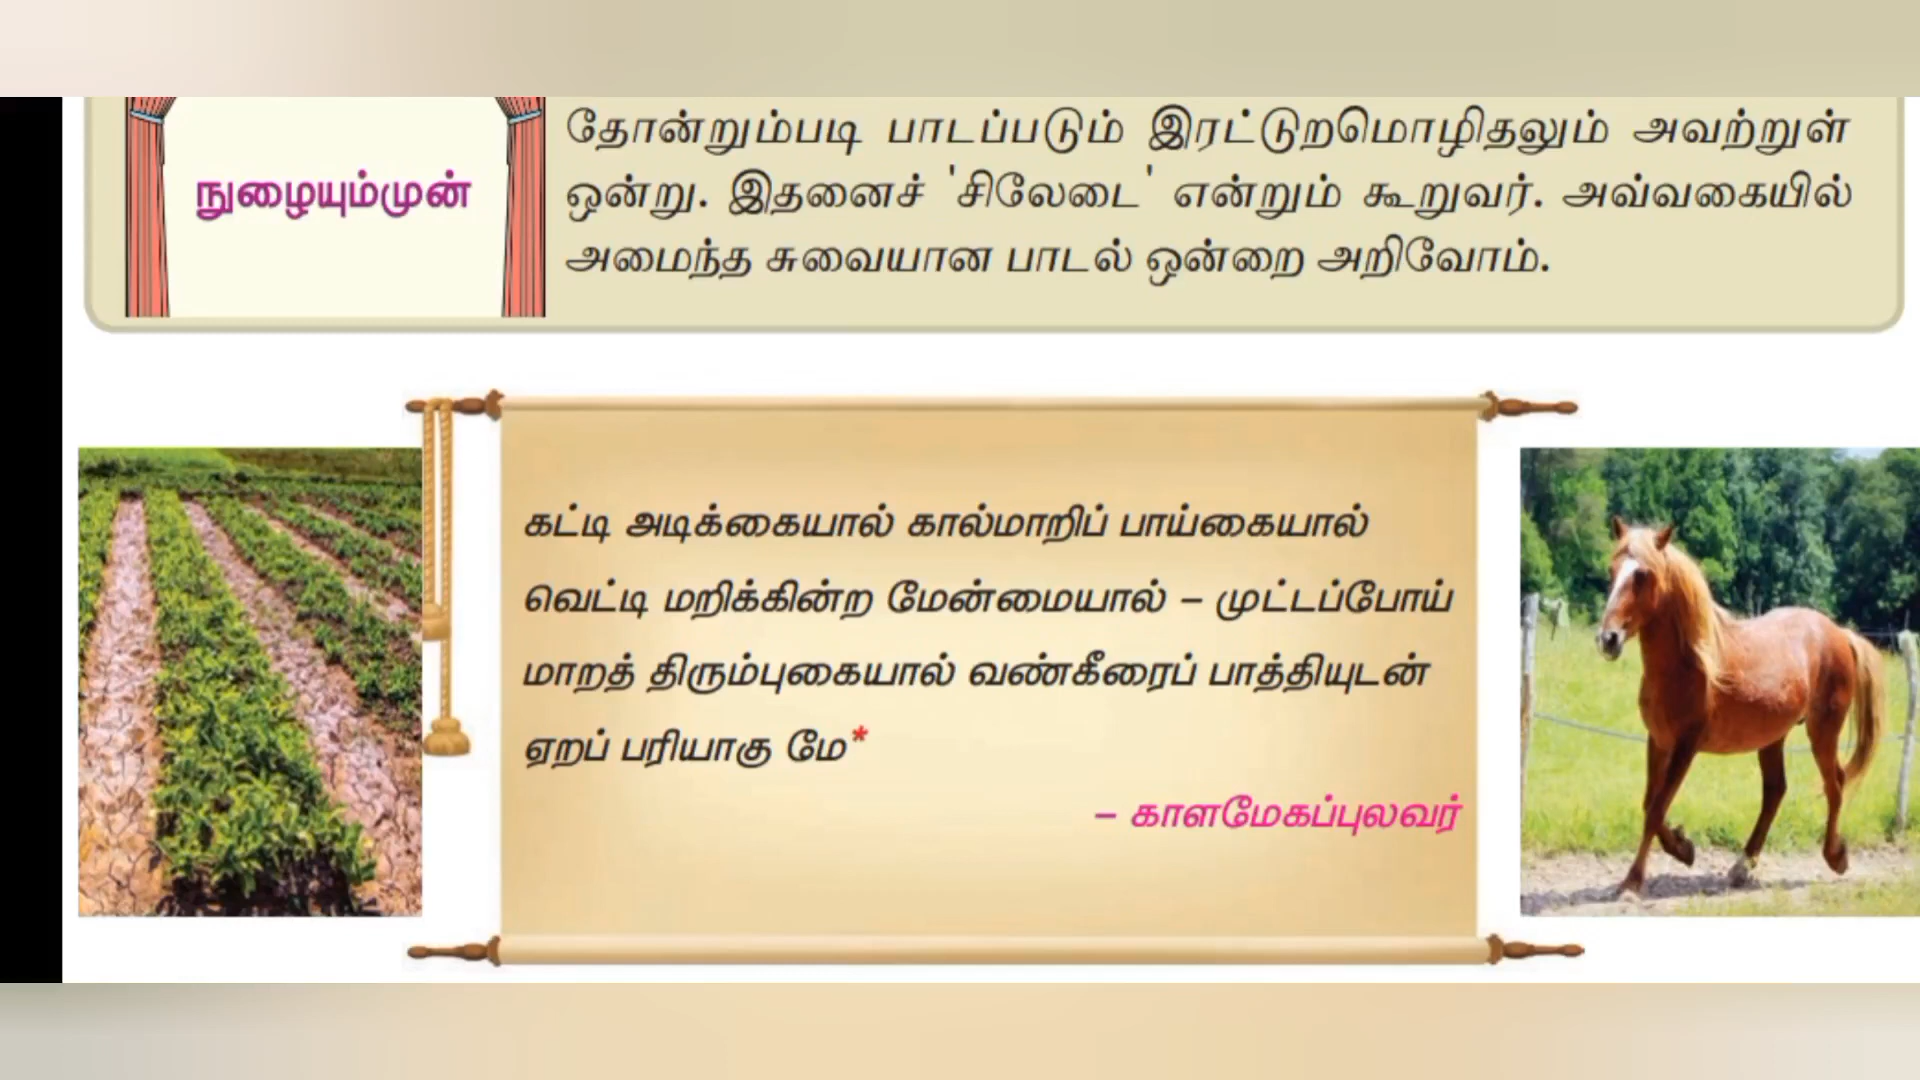 நுழையும்முன்
தோன்றும்படி பாடப்படும் இரட்டுறமொழிதலும் அவற்றுள்
ஒன்று. இதனைச் 'சிலேடை' என்றும் கூறுவர். அவ்வகையில்
அமைந்த சுவையான பாடல் ஒன்றை அறிவோம்.
கட்டி அடிக்கையால் கால்மாறிப் பாய்கையால்
வெட்டி மறிக்கின்ற மேன்மையால் – முட்டப்போய்
மாறத் திரும்புகையால் வண்கீரைப் பாத்தியுடன்
ஏறப் பரியாகு மே*
– காளமேகப்புலவர்